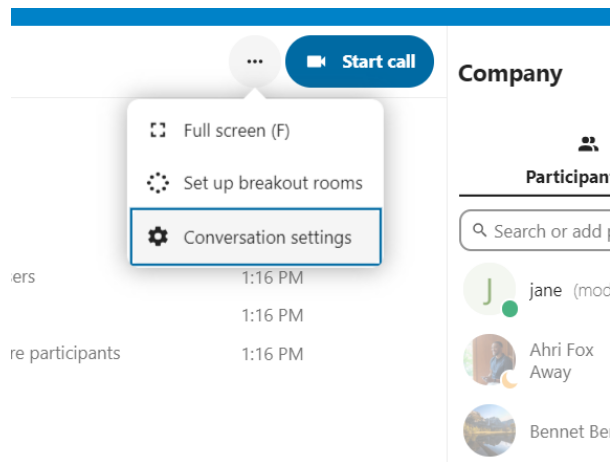 Start call
Company
Full screen (F)
Set up breakout rooms
Participan
Conversation settings
Search or add
ers
1:16 PM
jane (mod
1:16 PM
re participants
1:16 PM
Ahri Fox
Away
Bennet Be